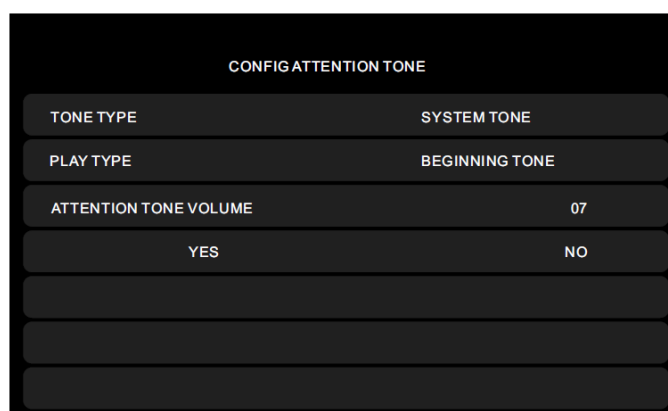 CONFIG ATTENTION TONE
TONE TYPE SYSTEM TONE
PLAY TYPE BEGINNING TONE
ATTENTION TONE VOLUME 07
YES NO